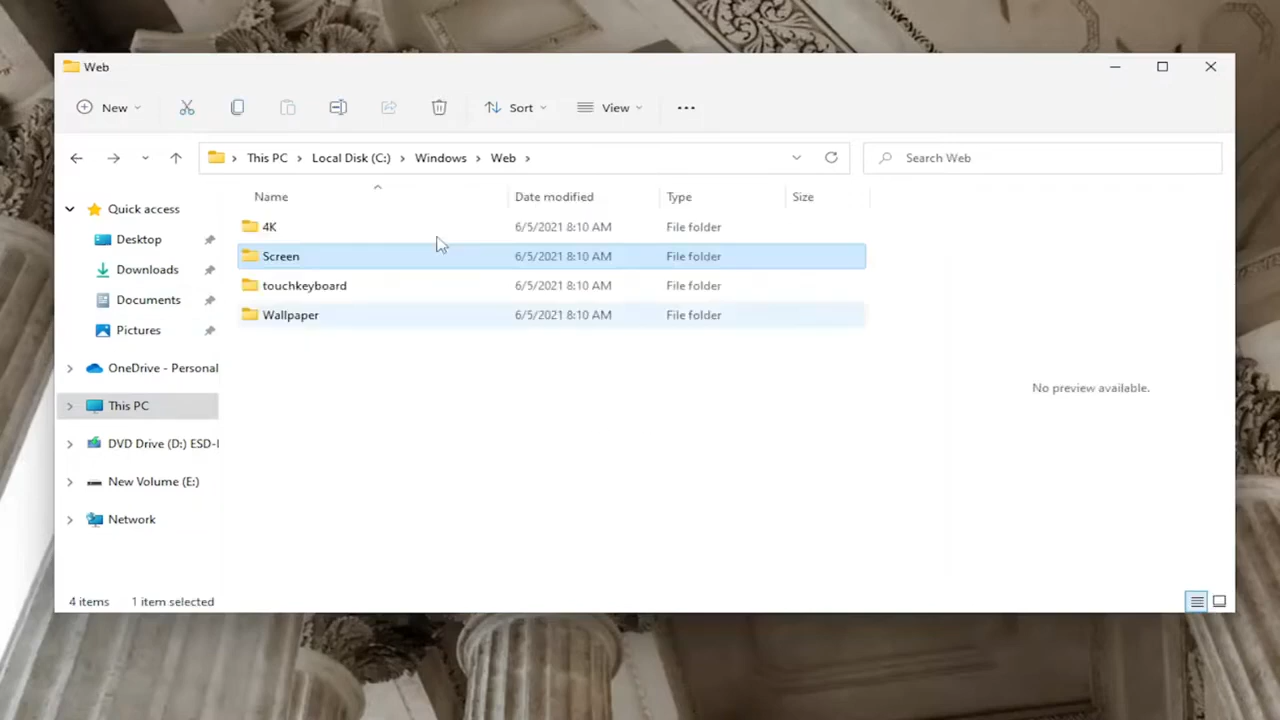 Web
New
Sort
View
This PC
Local Disk (C:)
Windows
Web
Search Web
Name
Date modified
Type
Size
Quick access
Desktop
Downloads
Documents
Pictures
OneDrive - Personal
This PC
DVD Drive (D:) ESD-I
New Volume (E:)
Network
4K 6/5/2021 8:10 AM File folder
Screen 6/5/2021 8:10 AM File folder
touchkeyboard 6/5/2021 8:10 AM File folder
Wallpaper 6/5/2021 8:10 AM File folder
No preview available.
4 items 1 item selected